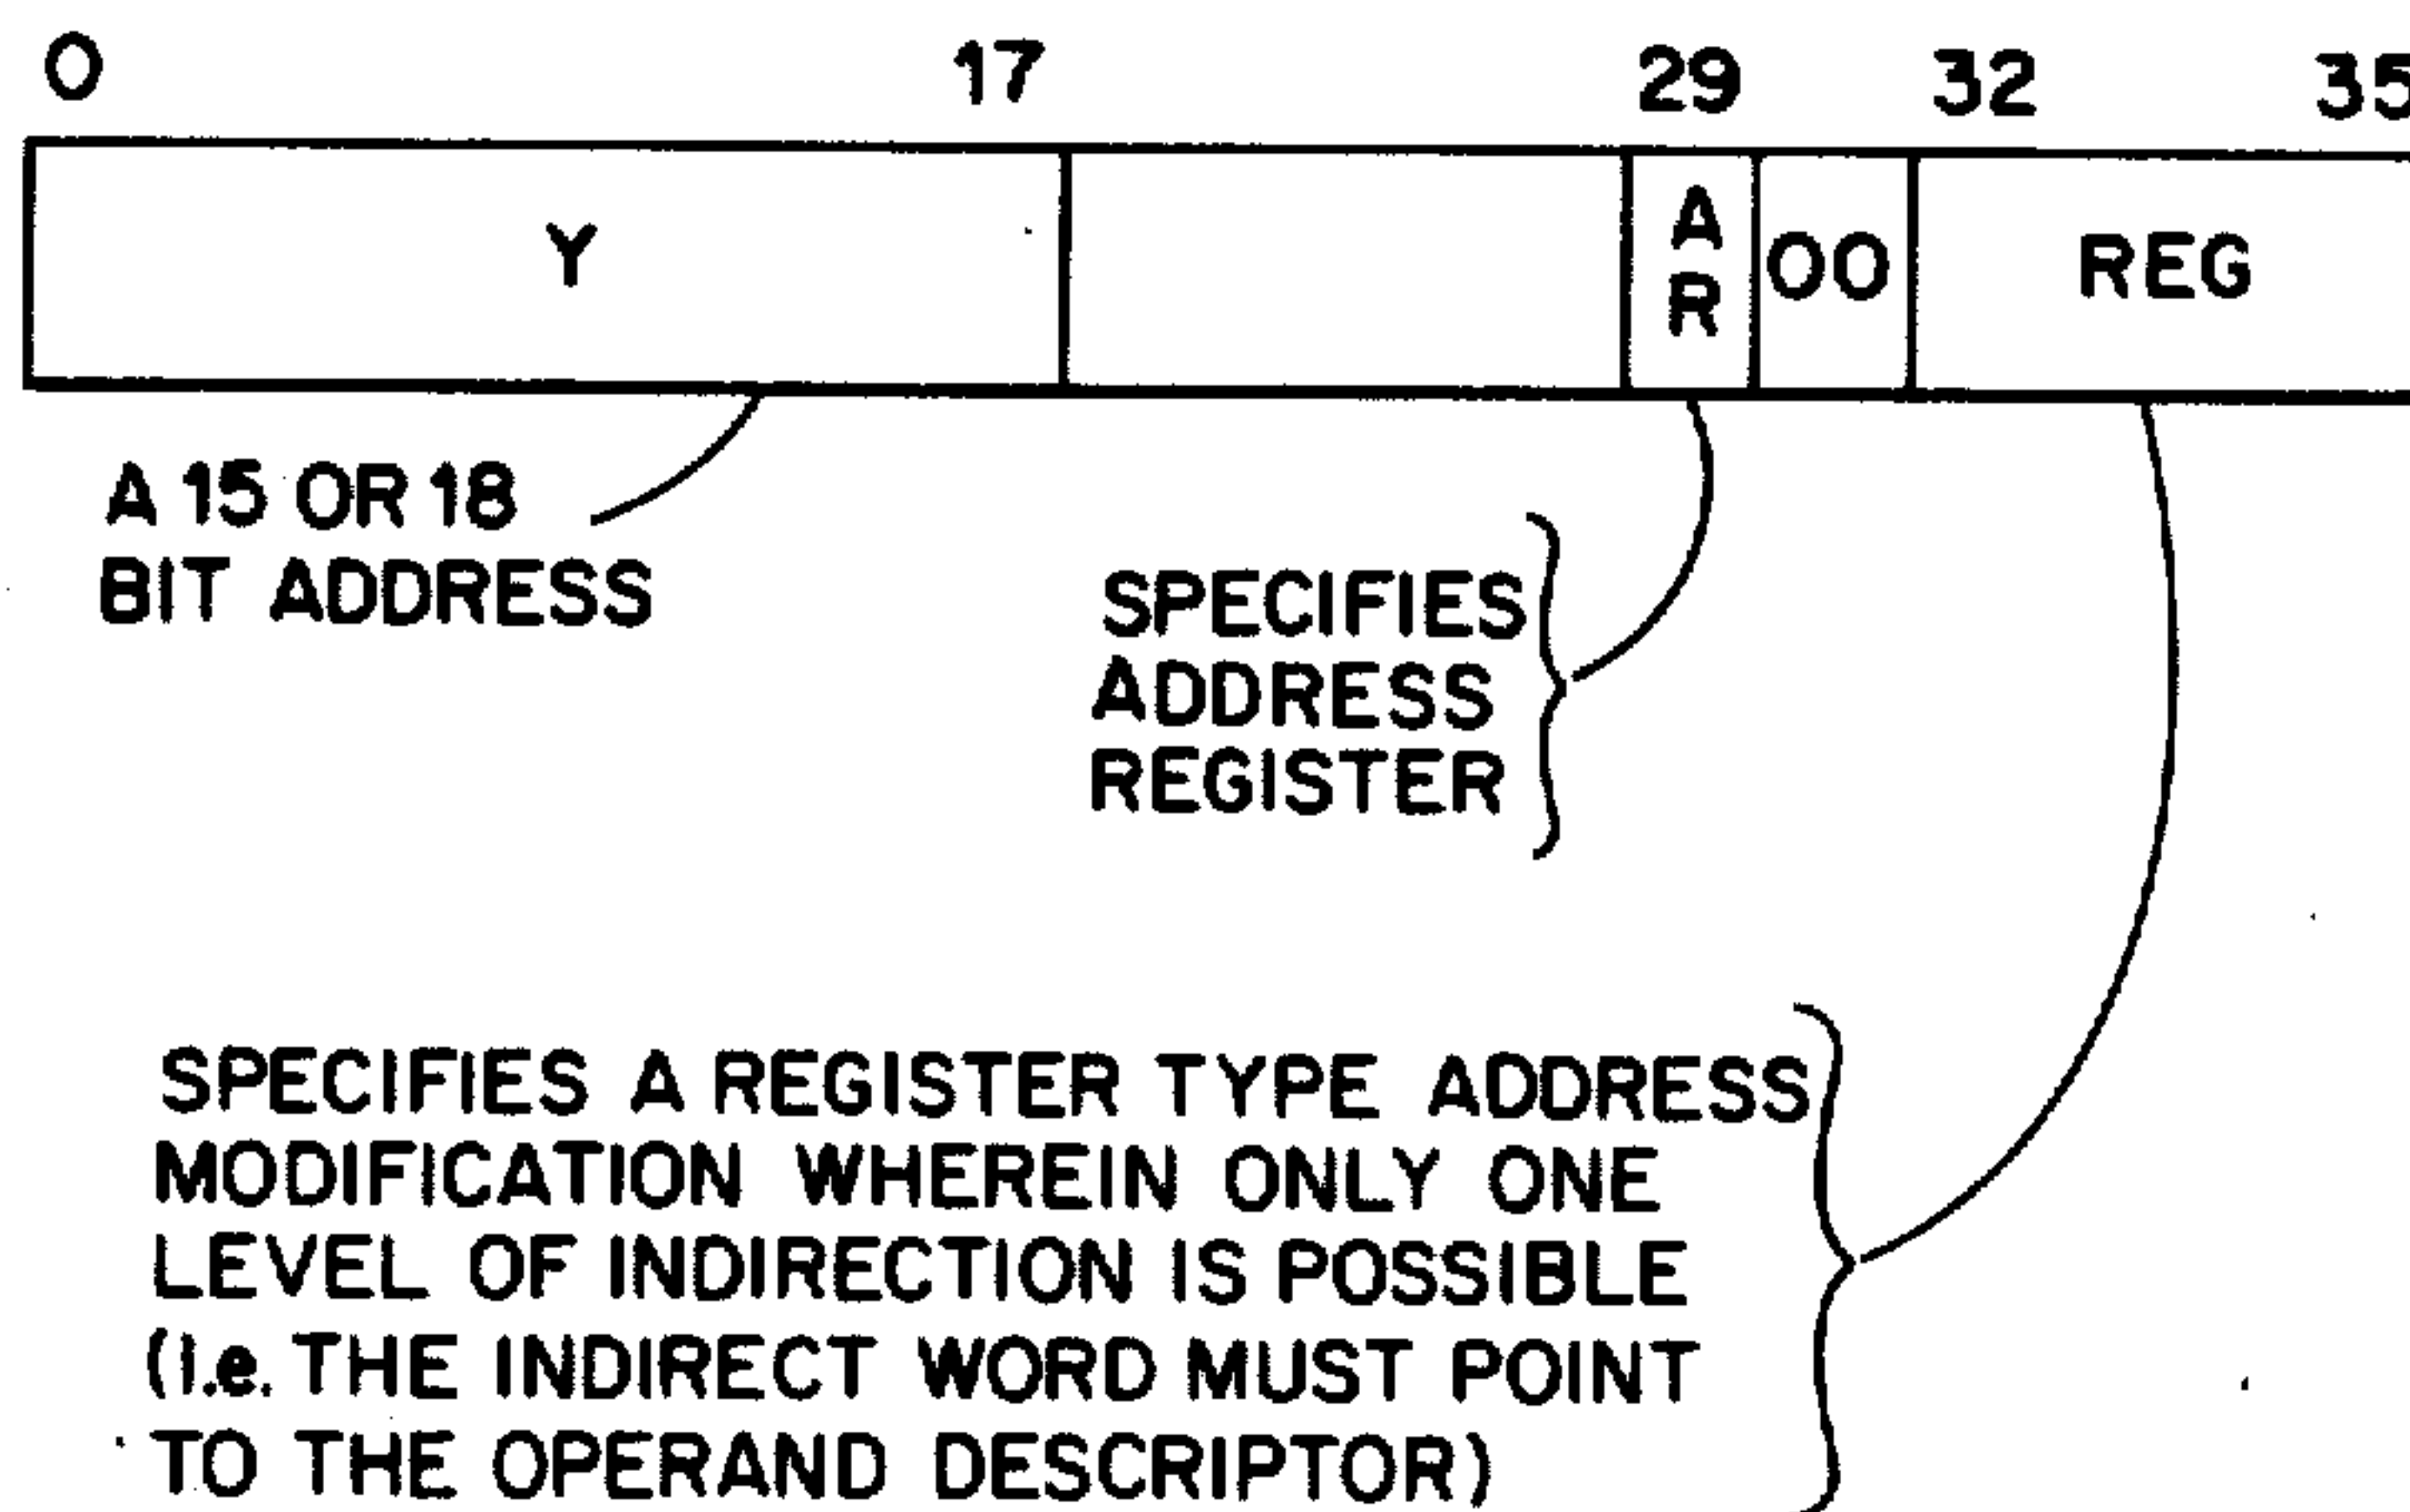 0 17 29 32 35
Y AR 00 REG
A 15 OR 18
BIT ADDRESS
SPECIFIES
ADDRESS
REGISTER
SPECIFIES A REGISTER TYPE ADDRESS
MODIFICATION WHEREIN ONLY ONE
LEVEL OF INDIRECTION IS POSSIBLE
(i.e. THE INDIRECT WORD MUST POINT
TO THE OPERAND DESCRIPTOR)